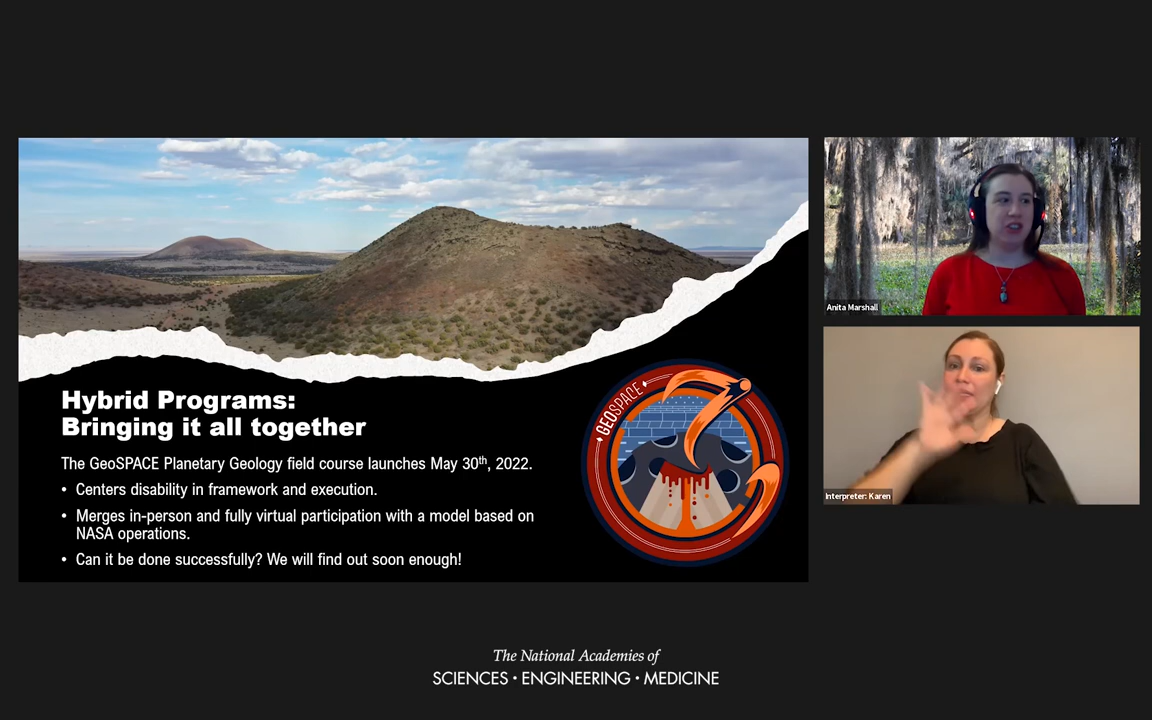 Hybrid Programs:
Bringing it all together
The GeoSPACE Planetary Geology field course launches May 30th, 2022.
• Centers disability in framework and execution.
• Merges in-person and fully virtual participation with a model based on
NASA operations.
• Can it be done successfully? We will find out soon enough!
GEOSPACE
Anita Marshall
Interpreter: Karen
The National Academies of
SCIENCES • ENGINEERING • MEDICINE